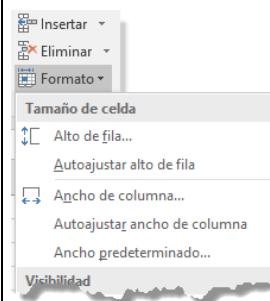 Insertar
Eliminar
Formato
Tamaño de celda
Alto de fila...
Autoajustar alto de fila
Ancho de columna...
Autoajustar ancho de columna
Ancho predeterminado...
Visibilidad